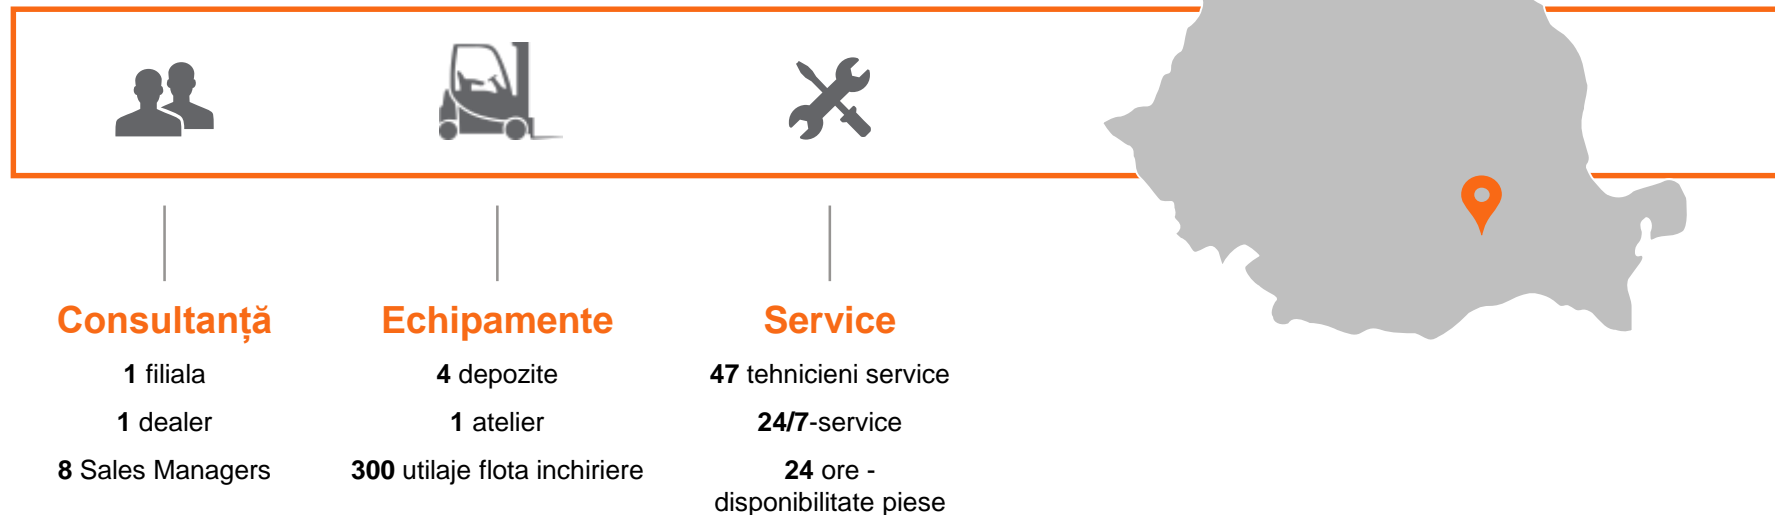 Consultanță
1 filiala
1 dealer
8 Sales Managers
Echipamente
4 depozite
1 atelier
300 utilaje flota inchiriere
Service
47 tehnicieni service
24/7-service
24 ore -
disponibilitate piese